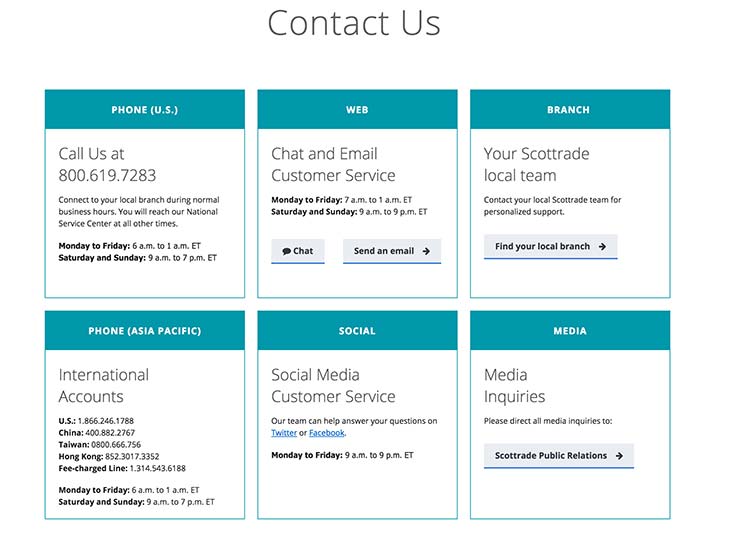 Contact Us
PHONE (U.S.)
Call Us at
800.619.7283
Connect to your local branch during normal
business hours. You will reach our National
Service Center at all other times.
Monday to Friday: 6 a.m. to 1 a.m. ET
Saturday and Sunday: 9 a.m. to 7 p.m. ET
WEB
Chat and Email
Customer Service
Monday to Friday: 7 a.m. to 1 a.m. ET
Saturday and Sunday: 9 a.m. to 9 p.m. ET
Chat
Send an email
BRANCH
Your Scottrade
local team
Contact your local Scottrade team for
personalized support.
Find your local branch
PHONE (ASIA PACIFIC)
International
Accounts
U.S.: 1.866.246.1788
China: 400.882.2767
Taiwan: 0800.666.756
Hong Kong: 852.3017.3352
Fee-charged Line: 1.314.543.6188
Monday to Friday: 6 a.m. to 1 a.m. ET
Saturday and Sunday: 9 a.m. to 7 p.m. ET
SOCIAL
Social Media
Customer Service
Our team can help answer your questions on
Twitter or Facebook.
Monday to Friday: 9 a.m. to 9 p.m. ET
MEDIA
Media
Inquiries
Please direct all media inquiries to:
Scottrade Public Relations